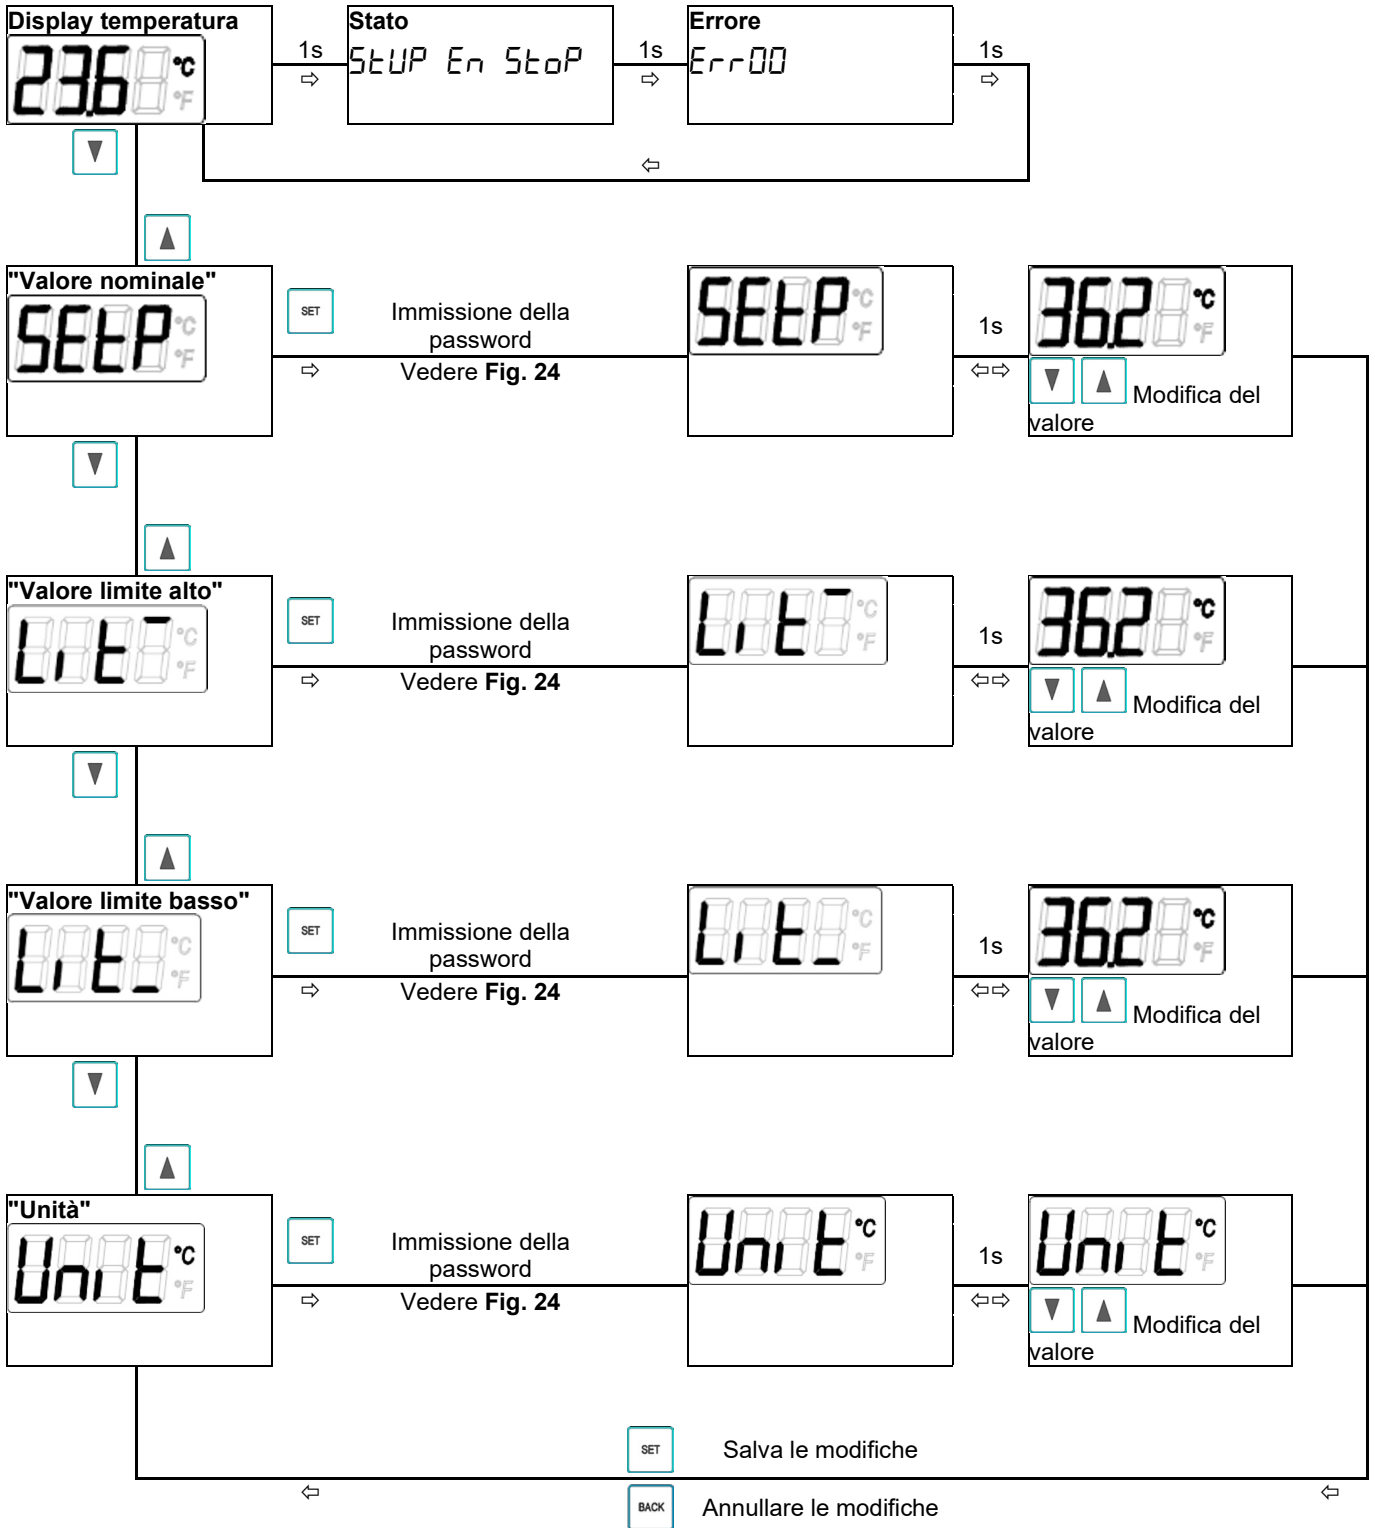 Display temperatura
23.6 °C °F
1s
Stato
StUP En StoP
1s
Errore
Err00
1s
"Valore nominale"
SEtP °C °F
SET
Immissione della
password
Vedere Fig. 24
SEtP °C °F
1s
36.2 °C °F
Modifica del
valore
"Valore limite alto"
Lit‾ °C °F
SET
Immissione della
password
Vedere Fig. 24
Lit‾ °C °F
1s
36.2 °C °F
Modifica del
valore
"Valore limite basso"
Lit_ °C °F
SET
Immissione della
password
Vedere Fig. 24
Lit_ °C °F
1s
36.2 °C °F
Modifica del
valore
"Unità"
Unit °C °F
SET
Immissione della
password
Vedere Fig. 24
Unit °C °F
1s
Unit °C °F
Modifica del
valore
SET Salva le modifiche
BACK Annullare le modifiche